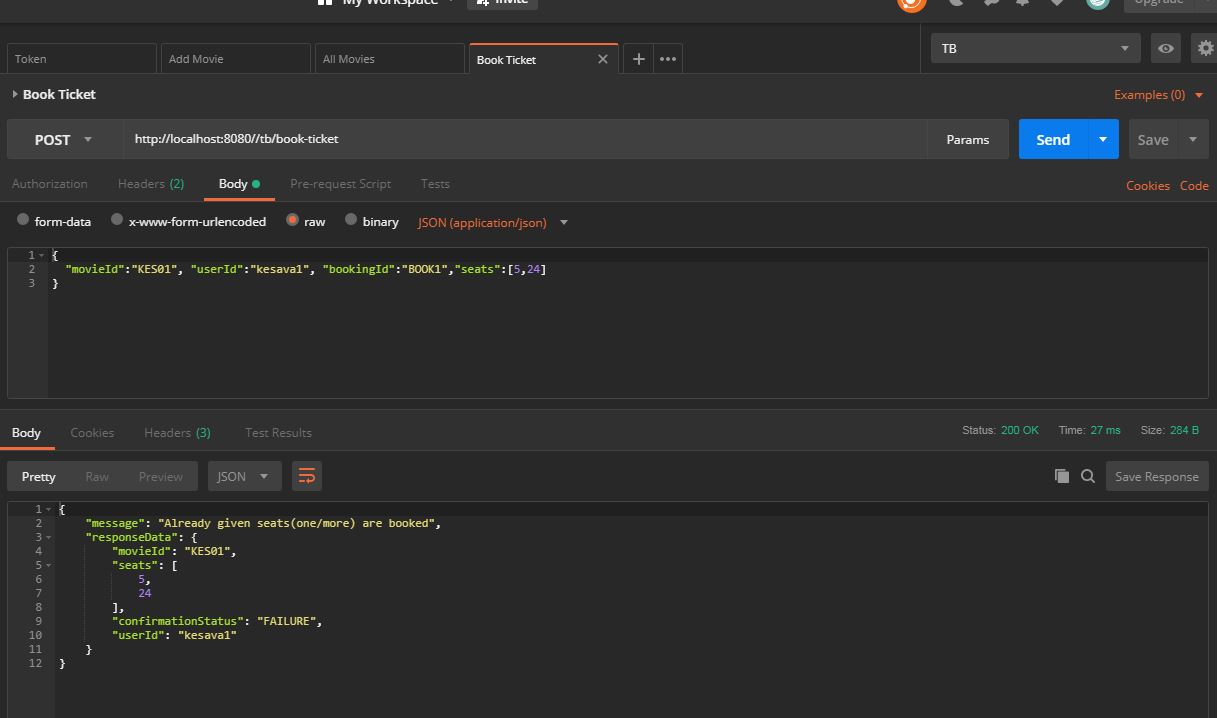 My Workspace Invite Upgrade
Token Add Movie All Movies Book Ticket TB
Book Ticket Examples (0)
POST http://localhost:8080//tb/book-ticket Params Send Save
Authorization Headers (2) Body Pre-request Script Tests Cookies Code
form-data x-www-form-urlencoded raw binary JSON (application/json)
1 {
2 "movieId":"KES01", "userId":"kesava1", "bookingId":"BOOK1","seats":[5,24]
3 }
Body Cookies Headers (3) Test Results Status: 200 OK Time: 27 ms Size: 284 B
Pretty Raw Preview JSON Save Response
1 {
2 "message": "Already given seats(one/more) are booked",
3 "responseData": {
4 "movieId": "KES01",
5 "seats": [
6 5,
7 24
8 ],
9 "confirmationStatus": "FAILURE",
10 "userId": "kesava1"
11 }
12 }